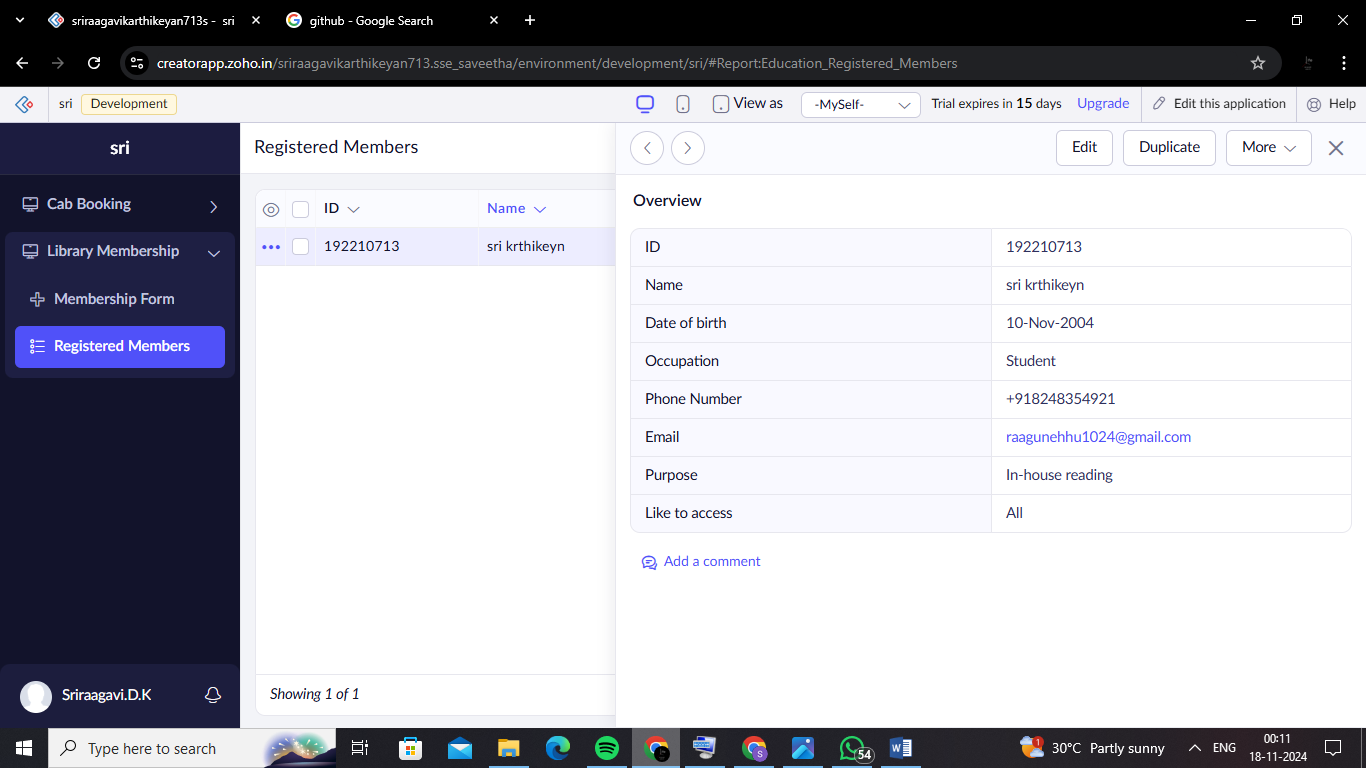 sriraagavikarthikeyan713s - sri
github - Google Search
creatorapp.zoho.in/sriraagavikarthikeyan713.sse_saveetha/environment/development/sri/#Report:Education_Registered_Members
sri Development View as -MySelf- Trial expires in 15 days Upgrade Edit this application Help
sri
Cab Booking
Library Membership
Membership Form
Registered Members
Sriraagavi.D.K
Registered Members
ID Name
192210713 sri krthikeyn
Showing 1 of 1
Edit Duplicate More
Overview
ID 192210713
Name sri krthikeyn
Date of birth 10-Nov-2004
Occupation Student
Phone Number +918248354921
Email raagunehhu1024@gmail.com
Purpose In-house reading
Like to access All
Add a comment
Type here to search
S
54
1
30°C Partly sunny
ENG
00:11
18-11-2024